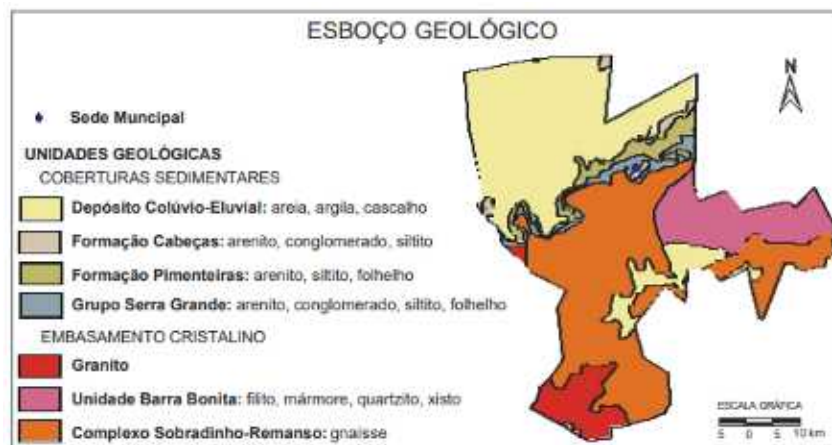 ESBOÇO GEOLÓGICO
N
Sede Muncipal
UNIDADES GEOLÓGICAS
COBERTURAS SEDIMENTARES
Depósito Colúvio-Eluvial: areia, argila, cascalho
Formação Cabeças: arenito, conglomerado, siltito
Formação Pimenteiras: arenito, siltito, folhelho
Grupo Serra Grande: arenito, conglomerado, siltito, folhelho
EMBASAMENTO CRISTALINO
Granito
Unidade Barra Bonita: filito, mármore, quartzito, xisto
Complexo Sobradinho-Remanso: gnaisse
ESCALA GRÁFICA
5 0 5 10 km